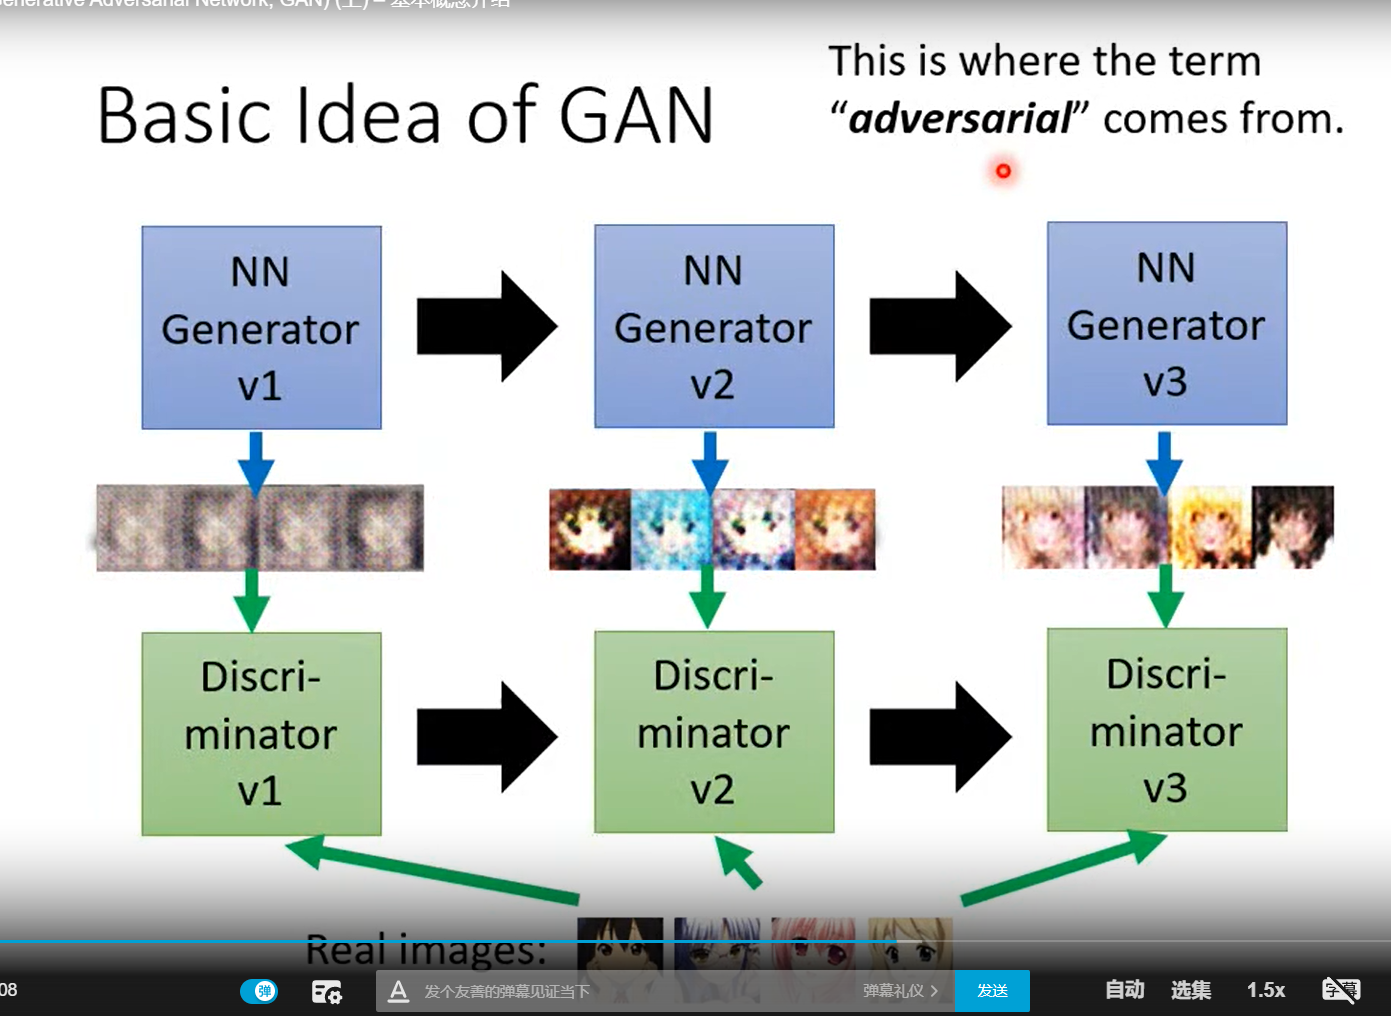 enerative Adversarial Network, GAN) (上) – 基本概念介绍
This is where the term
“adversarial” comes from.
Basic Idea of GAN
NN
Generator
v1
NN
Generator
v2
NN
Generator
v3
Discri-
minator
v1
Discri-
minator
v2
Discri-
minator
v3
Real images:
08
弹
发个友善的弹幕见证当下
弹幕礼仪 >
发送
自动
选集
1.5x
字幕